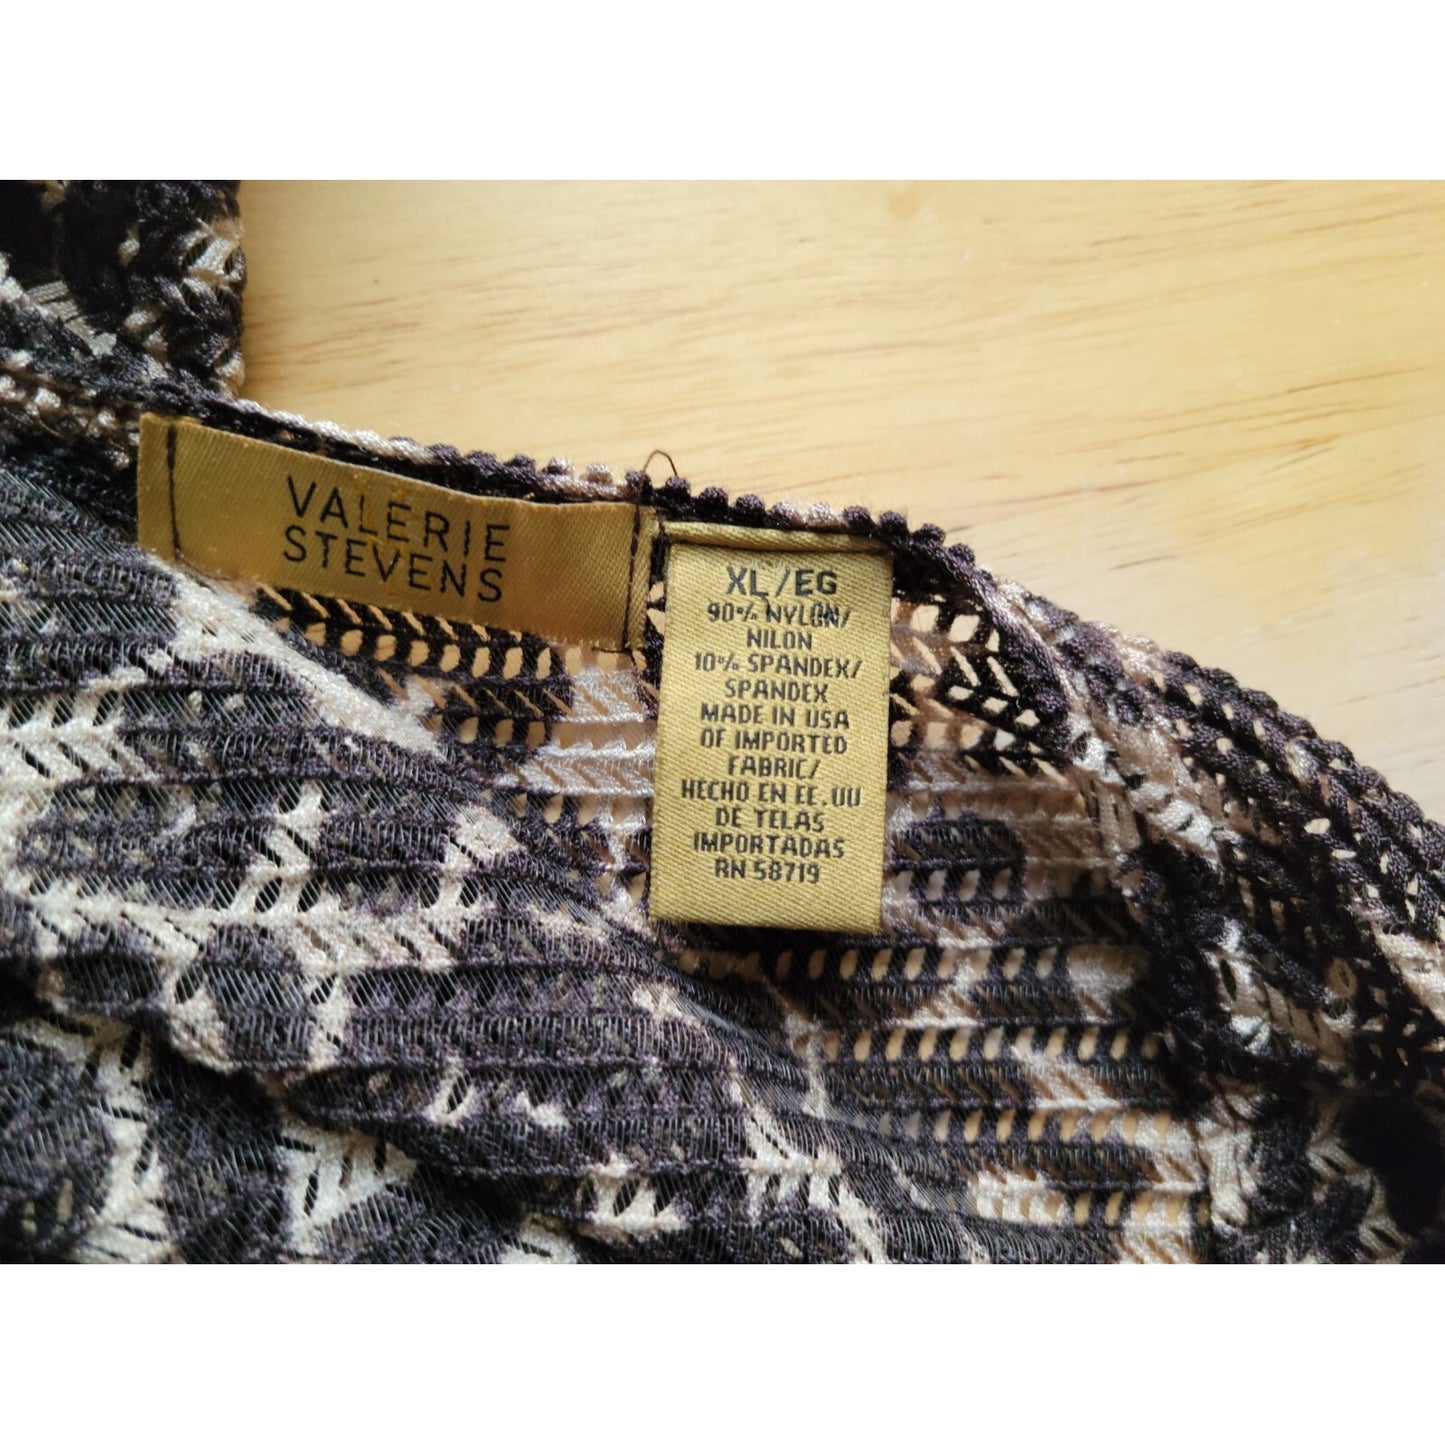 VALERIE
STEVENS
XL/EG
90% NYLON/
NILON
10% SPANDEX/
SPANDEX
MADE IN USA
OF IMPORTED
FABRIC/
HECHO EN EE.UU
DE TELAS
IMPORTADAS
RN 58719